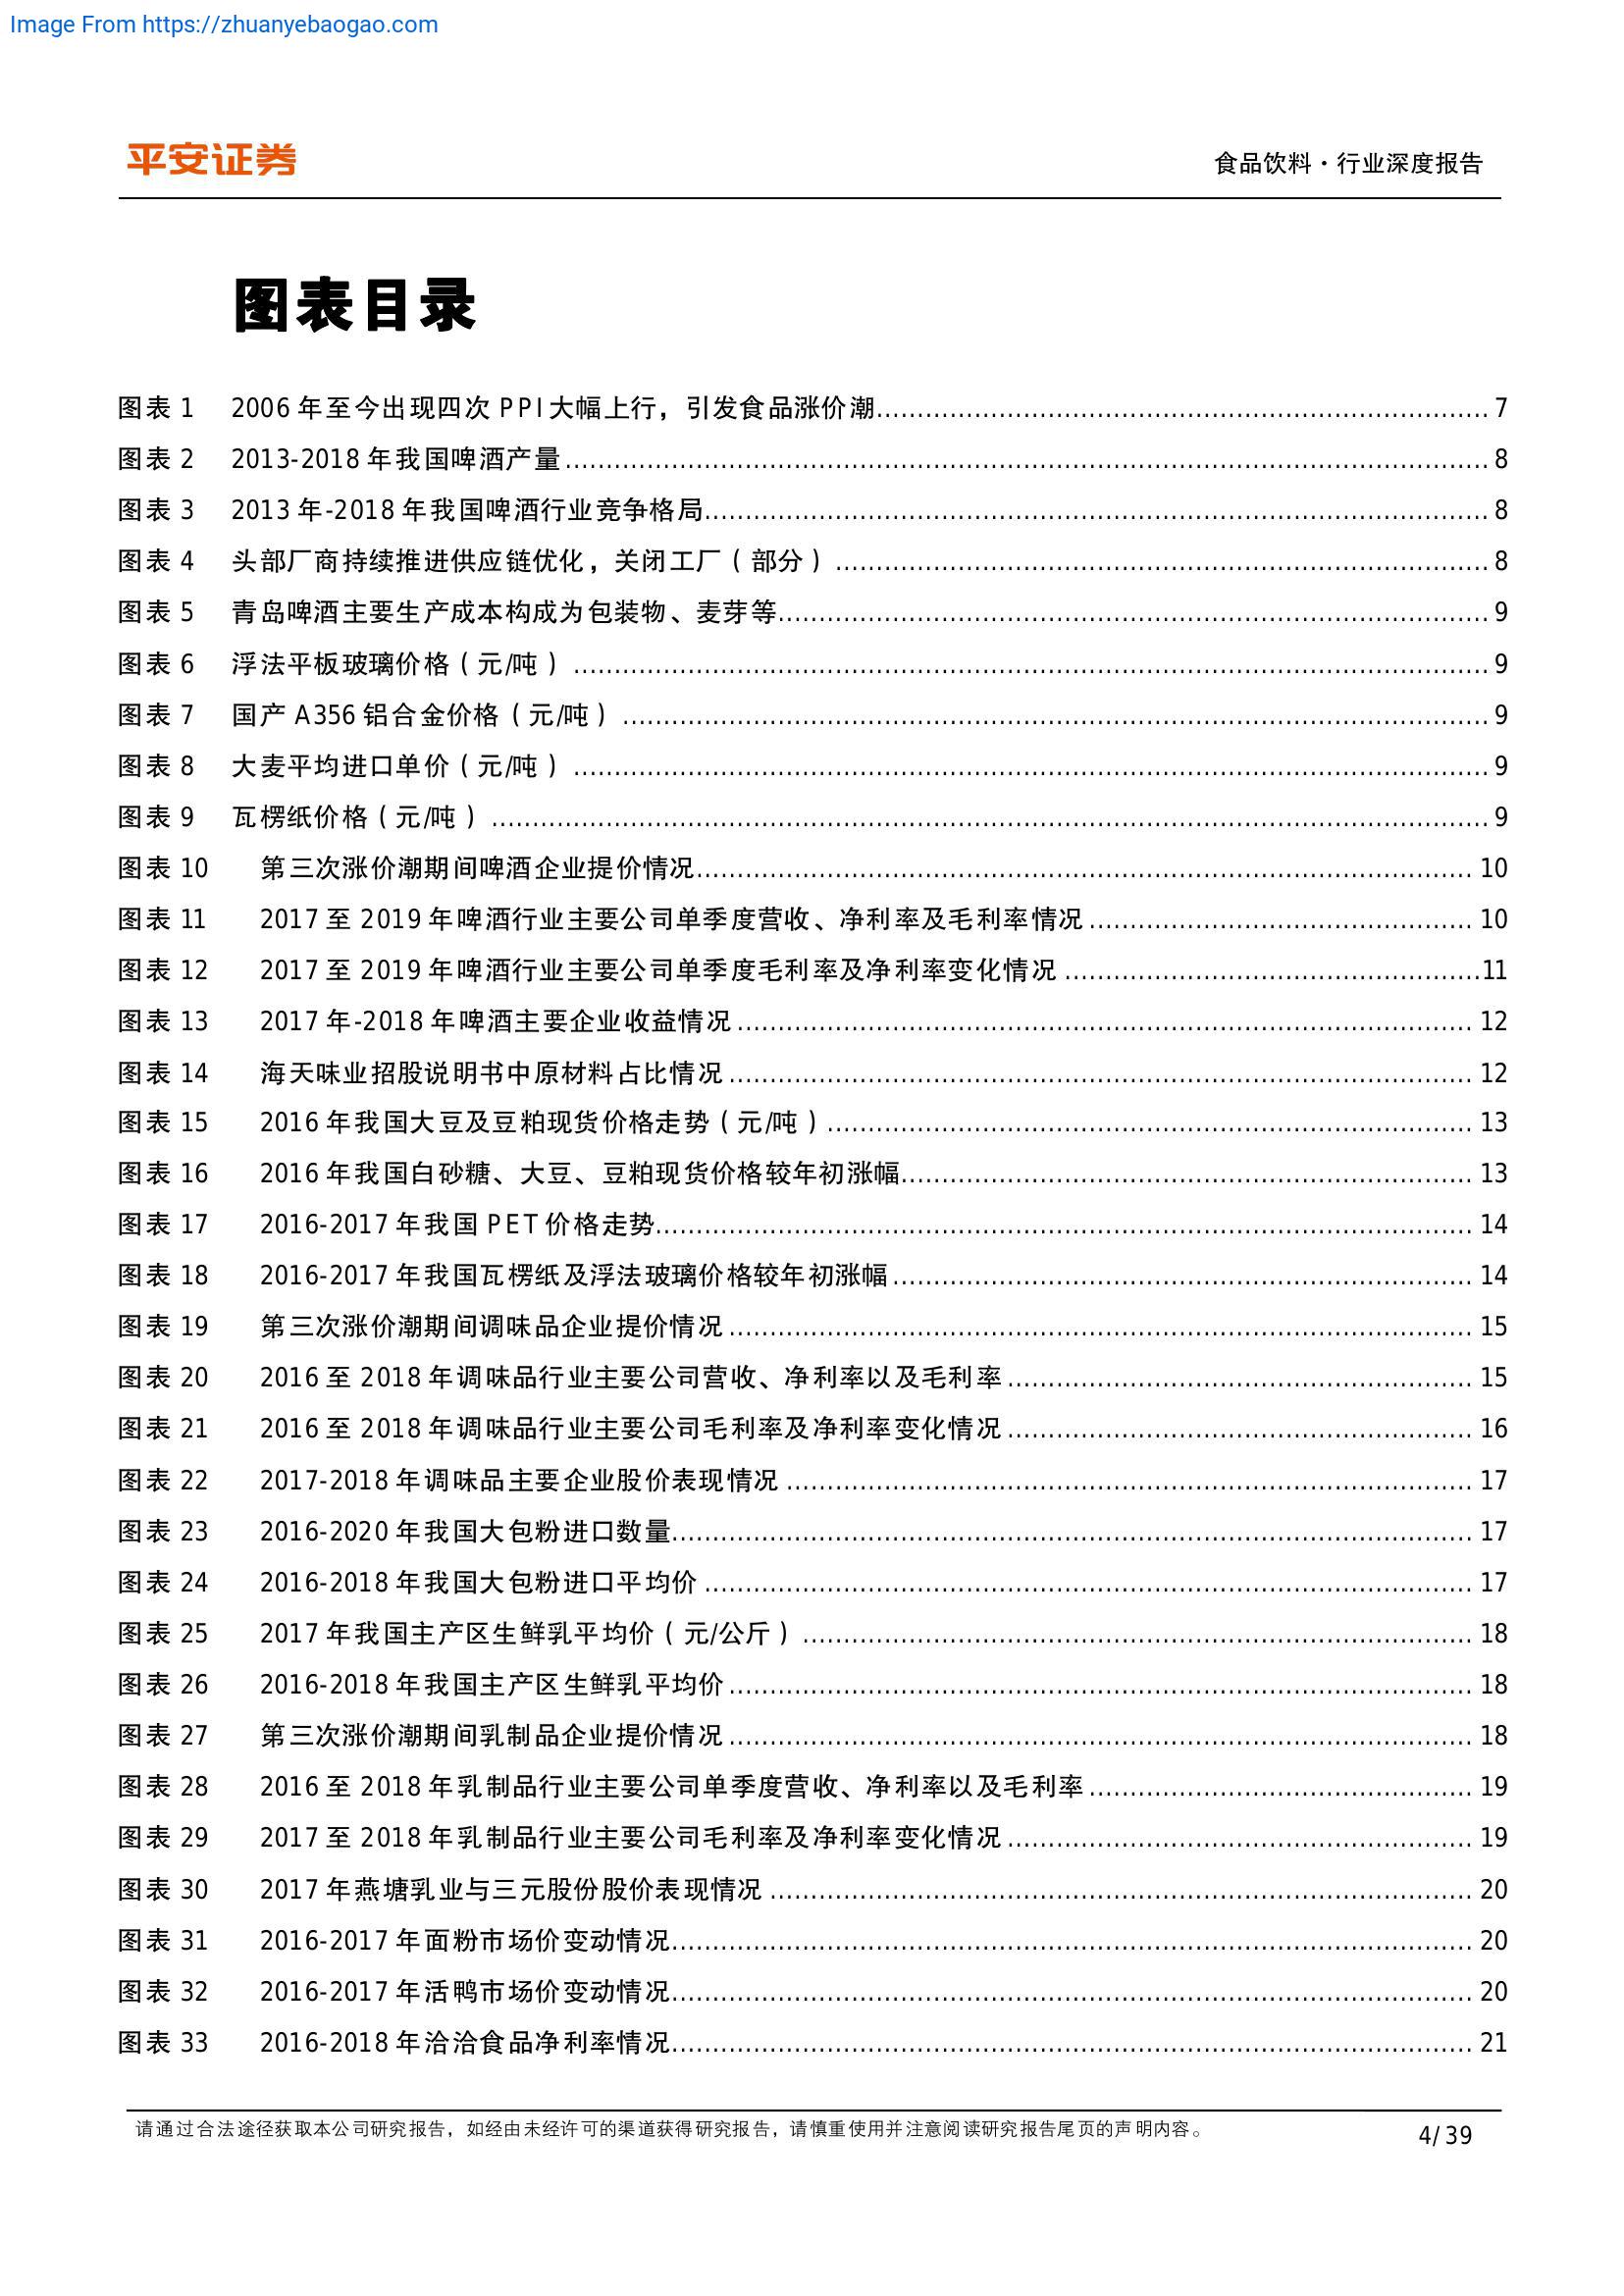 Image From https://zhuanyebaogao.com
平安证券
食品饮料·行业深度报告
图表目录
图表 1 2006 年至今出现四次 PPI 大幅上行，引发食品涨价潮 7
图表 2 2013-2018 年我国啤酒产量 8
图表 3 2013 年-2018 年我国啤酒行业竞争格局 8
图表 4 头部厂商持续推进供应链优化，关闭工厂（部分） 8
图表 5 青岛啤酒主要生产成本构成为包装物、麦芽等 9
图表 6 浮法平板玻璃价格（元/吨） 9
图表 7 国产 A356 铝合金价格（元/吨） 9
图表 8 大麦平均进口单价（元/吨） 9
图表 9 瓦楞纸价格（元/吨） 9
图表 10 第三次涨价潮期间啤酒企业提价情况 10
图表 11 2017 至 2019 年啤酒行业主要公司单季度营收、净利率及毛利率情况 10
图表 12 2017 至 2019 年啤酒行业主要公司单季度毛利率及净利率变化情况 11
图表 13 2017 年-2018 年啤酒主要企业收益情况 12
图表 14 海天味业招股说明书中原材料占比情况 12
图表 15 2016 年我国大豆及豆粕现货价格走势（元/吨） 13
图表 16 2016 年我国白砂糖、大豆、豆粕现货价格较年初涨幅 13
图表 17 2016-2017 年我国 PET 价格走势 14
图表 18 2016-2017 年我国瓦楞纸及浮法玻璃价格较年初涨幅 14
图表 19 第三次涨价潮期间调味品企业提价情况 15
图表 20 2016 至 2018 年调味品行业主要公司营收、净利率以及毛利率 15
图表 21 2016 至 2018 年调味品行业主要公司毛利率及净利率变化情况 16
图表 22 2017-2018 年调味品主要企业股价表现情况 17
图表 23 2016-2020 年我国大包粉进口数量 17
图表 24 2016-2018 年我国大包粉进口平均价 17
图表 25 2017 年我国主产区生鲜乳平均价（元/公斤） 18
图表 26 2016-2018 年我国主产区生鲜乳平均价 18
图表 27 第三次涨价潮期间乳制品企业提价情况 18
图表 28 2016 至 2018 年乳制品行业主要公司单季度营收、净利率以及毛利率 19
图表 29 2017 至 2018 年乳制品行业主要公司毛利率及净利率变化情况 19
图表 30 2017 年燕塘乳业与三元股份股价表现情况 20
图表 31 2016-2017 年面粉市场价变动情况 20
图表 32 2016-2017 年活鸭市场价变动情况 20
图表 33 2016-2018 年洽洽食品净利率情况 21
请通过合法途径获取本公司研究报告，如经由未经许可的渠道获得研究报告，请慎重使用并注意阅读研究报告尾页的声明内容。
4/ 39